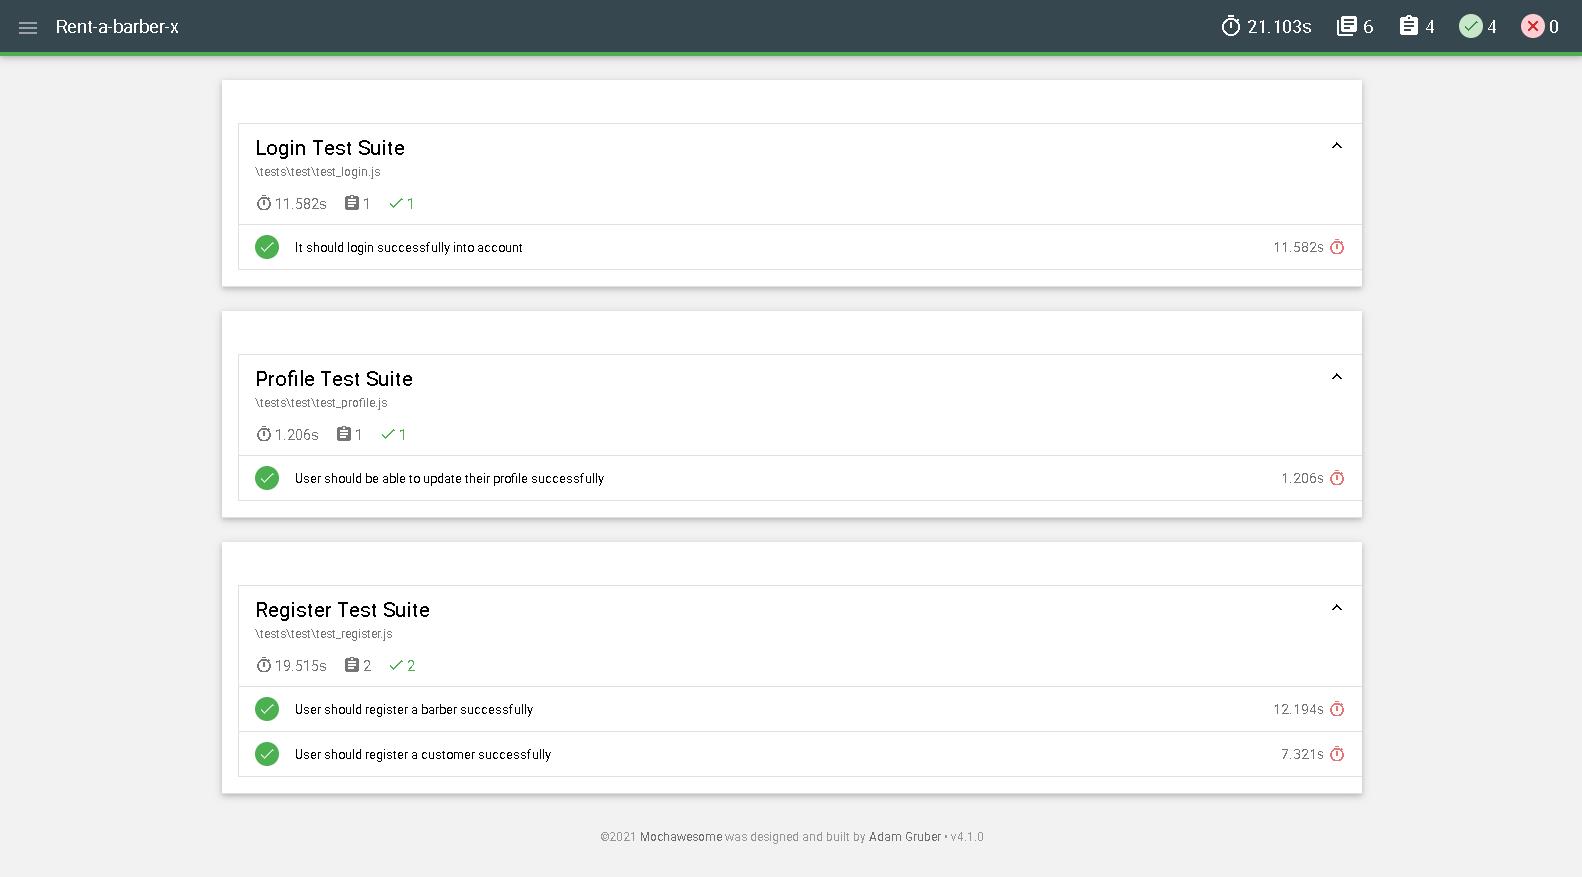 Rent-a-barber-x
21.103s 6 4 4 0
Login Test Suite
\tests\test\test_login.js
11.582s 1 1
It should login successfully into account 11.582s
Profile Test Suite
\tests\test\test_profile.js
1.206s 1 1
User should be able to update their profile successfully 1.206s
Register Test Suite
\tests\test\test_register.js
19.515s 2 2
User should register a barber successfully 12.194s
User should register a customer successfully 7.321s
©2021 Mochawesome was designed and built by Adam Gruber • v4.1.0